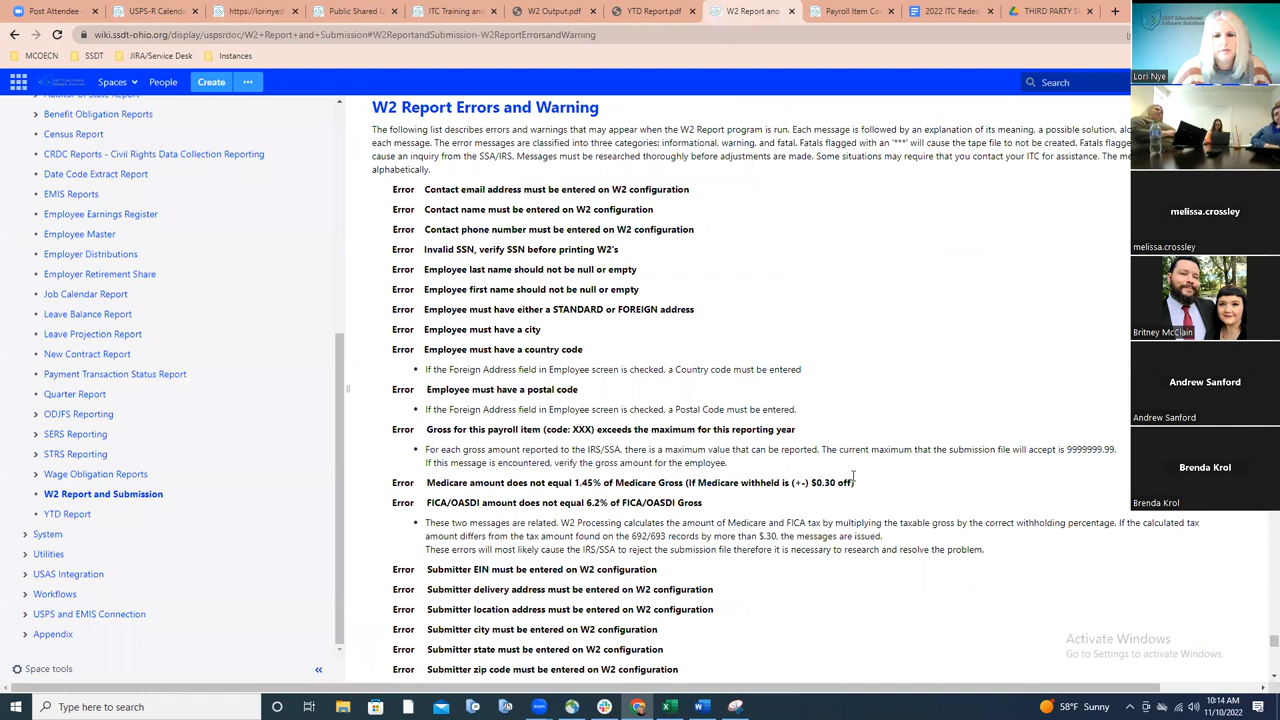 Post Attendee -
USPS-R Calenda
https://lorinyed
Public Shared U
ITC Training and
W2 Output.pdf
YTD Report.pdf
W2 Report and
Payroll Item Co
2022 ITC Redes
THIRD PARTY S
wiki.ssdt-ohio.org/display/uspsrdoc/W2+Report+and+Submission#W2ReportandSubmission-W2ReportErrorsandWarning
MCOECN
SSDT
JIRA/Service Desk
Instances
Spaces
People
Create
Search
Auditor of State Report
Benefit Obligation Reports
Census Report
CRDC Reports - Civil Rights Data Collection Reporting
Date Code Extract Report
EMIS Reports
Employee Earnings Register
Employee Master
Employer Distributions
Employer Retirement Share
Job Calendar Report
Leave Balance Report
Leave Projection Report
New Contract Report
Payment Transaction Status Report
Quarter Report
ODJFS Reporting
SERS Reporting
STRS Reporting
Wage Obligation Reports
W2 Report and Submission
YTD Report
System
Utilities
USAS Integration
Workflows
USPS and EMIS Connection
Appendix
Space tools
W2 Report Errors and Warning
The following list describes errors and warnings that may appear when the W2 Report program is run. Each message is followed by an explanation of its meaning, a possible solution, alo
each message. The error messages are classified into three categories: informational, warning, and fatal. Fatals flagged with an '***' will cause the tape file to not be created. Fatals flagge
cause an inquiry from the SSA/IRS. Messages must be researched thoroughly before adjustments are made. Some situations may require that you contact your ITC for assistance. The me
alphabetically.
Error Contact email address must be entered on W2 configuration
Error Contact name must be entered on W2 configuration
Error Contact phone number must be entered on W2 configuration
Error Invalid SSN, verify SSN before printing W2's
Error Employee last name should not be null or empty
Error Employee first name should not be null or empty
Error Employee must have either a STANDARD or FOREIGN address
Error Employee must have a city
Error Employee must have a country code
• If the Foreign Address field in Employee screen is checked, a Country code must be entered
Error Employee must have a postal code
• If the Foreign Address field in Employee screen is checked, a Postal Code must be entered.
Error Gross for this payroll item (code: XXX) exceeds the maximum for this reporting year
• For each gross amount reported to the IRS/SSA, there is a maximum value that can be reported. The current maximum that the submission file will accept is 9999999.99.
If this message is encountered, verify the gross amount for the employee.
Error Medicare amount does not equal 1.45% of Medicare Gross (If Medicare withheld is (+-) $0.30 off)
Error FICA/OASDI amount does not equal 6.2% of FICA/OASDI Gross
• These two messages are related. W2 Processing calculates the amount of Medicare and FICA tax by multiplying the taxable gross by the correct withholding percentage. If the calculated tax
amount differs from the tax amount found on the 692/693 records by more than $.30, the messages are issued.
These errors will most likely cause the IRS/SSA to reject the submission file therefore it is necessary to research and resolve the problem.
Error Submitter EIN must be entered on W2 configuration
Error Submitter delivery address must be entered on W2 configuration
Error Submitter location address must be entered on W2 configuration
Error Submitter city must be entered on W2 configuration
Error Submitter state must be entered on W2 configuration
Error Submitter zip code must be entered on W2 configuration
Lori Nye
melissa.crossley
melissa.crossley
Britney McClain
Andrew Sanford
Andrew Sanford
Brenda Krol
Brenda Krol
Activate Windows
Go to Settings to activate Windows.
Type here to search
58°F Sunny
10:14 AM
11/10/2022